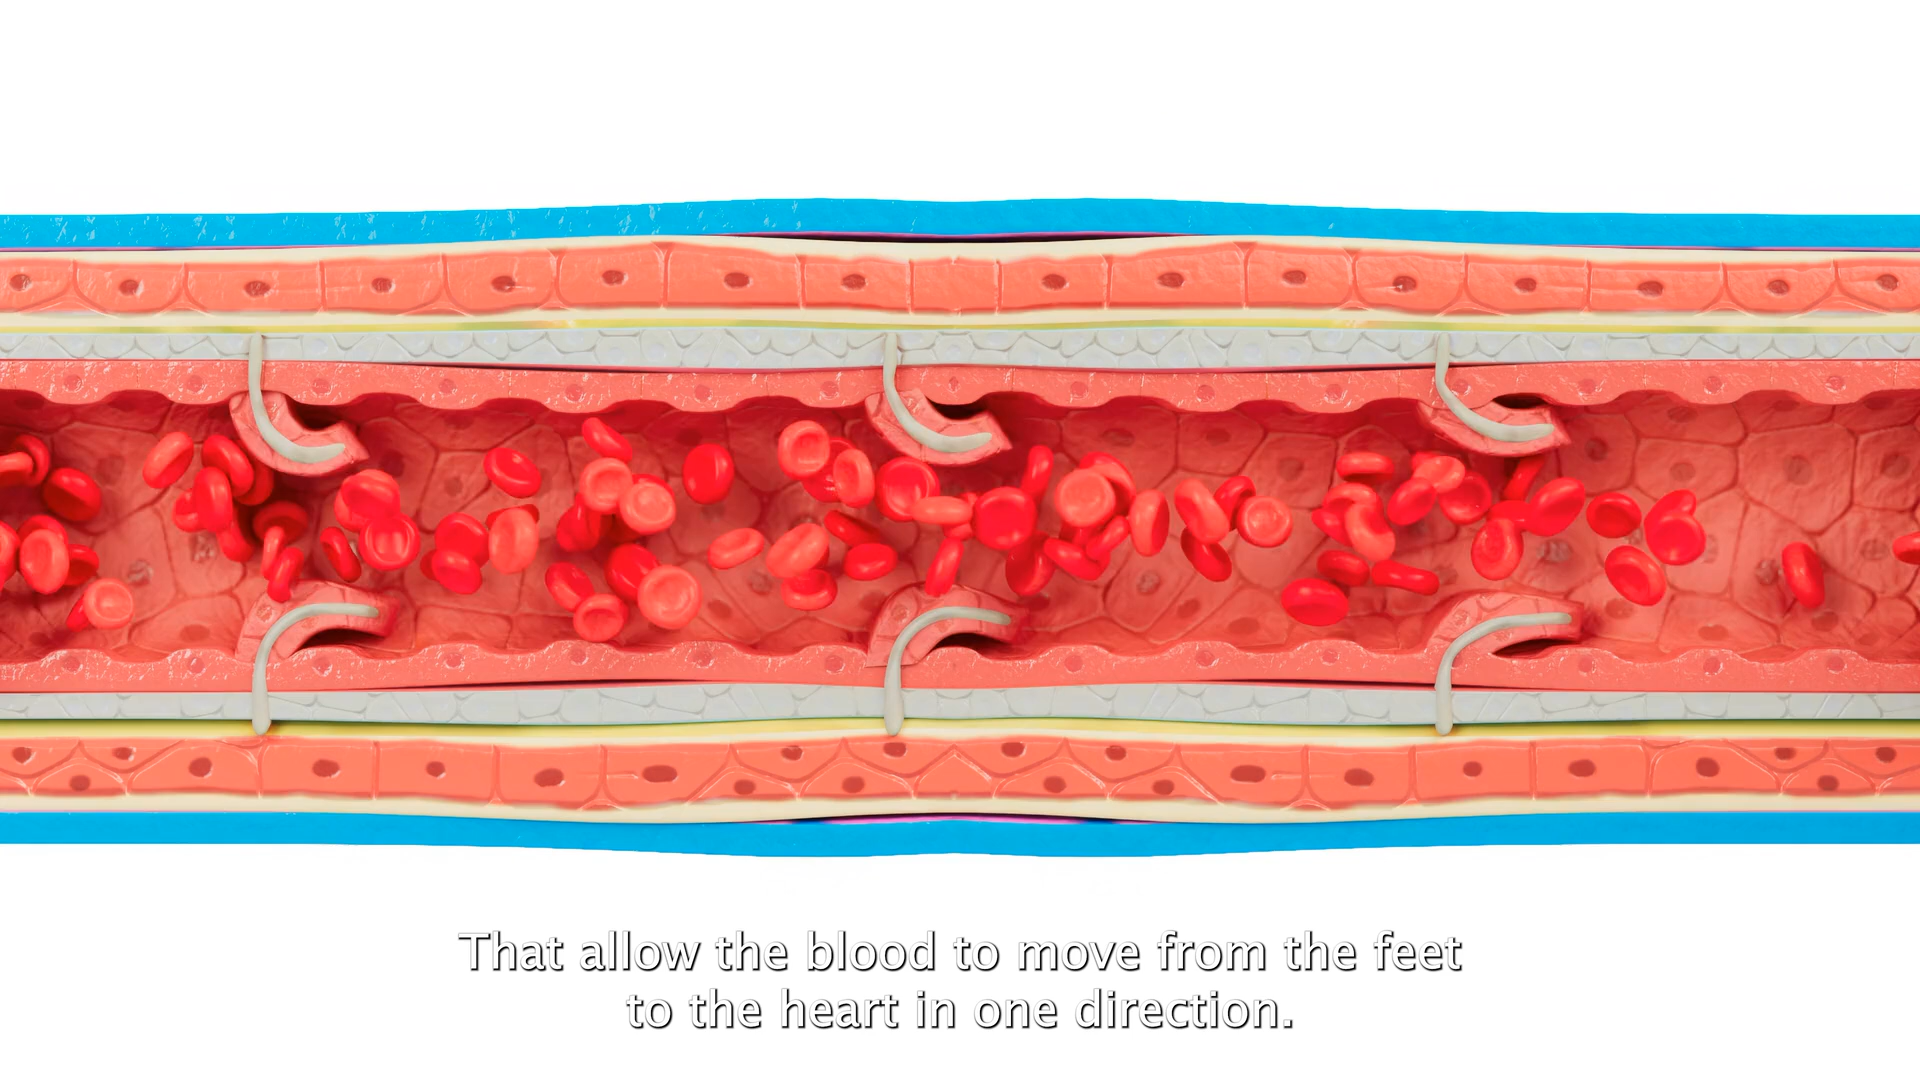 That allow the blood to move from the feet
to the heart in one direction.